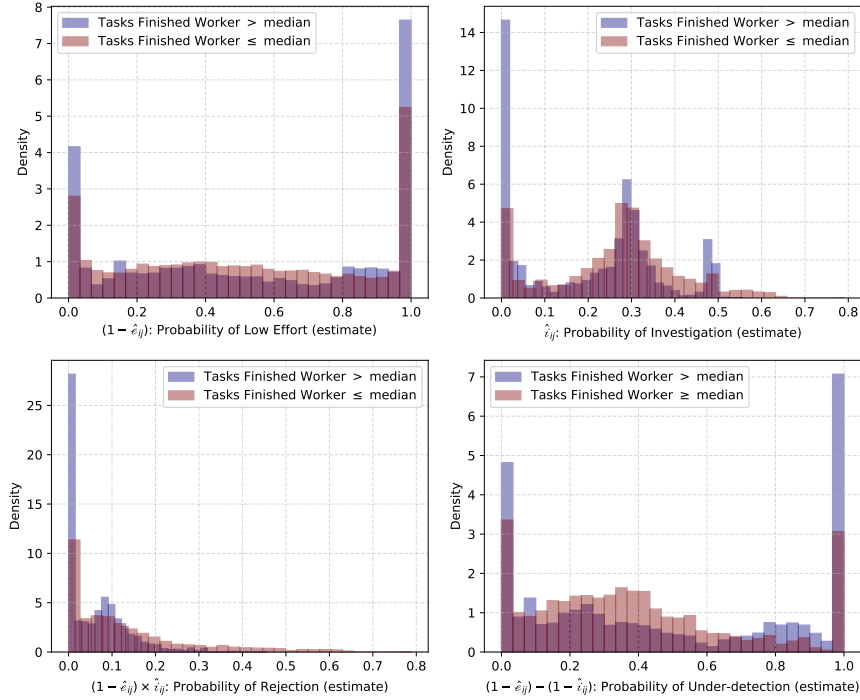 Tasks Finished Worker > median
Tasks Finished Worker ≤ median
Density
8
7
6
5
4
3
2
1
0
0.0 0.2 0.4 0.6 0.8 1.0
(1 − ê_ij): Probability of Low Effort (estimate)
Tasks Finished Worker > median
Tasks Finished Worker ≤ median
Density
14
12
10
8
6
4
2
0
0.0 0.1 0.2 0.3 0.4 0.5 0.6 0.7 0.8
î_ij: Probability of Investigation (estimate)
Tasks Finished Worker > median
Tasks Finished Worker ≤ median
Density
25
20
15
10
5
0
0.0 0.1 0.2 0.3 0.4 0.5 0.6 0.7 0.8
(1 − ê_ij) × î_ij: Probability of Rejection (estimate)
Tasks Finished Worker > median
Tasks Finished Worker ≥ median
Density
7
6
5
4
3
2
1
0
0.0 0.2 0.4 0.6 0.8 1.0
(1 − ê_ij) − (1 − î_ij): Probability of Under-detection (estimate)